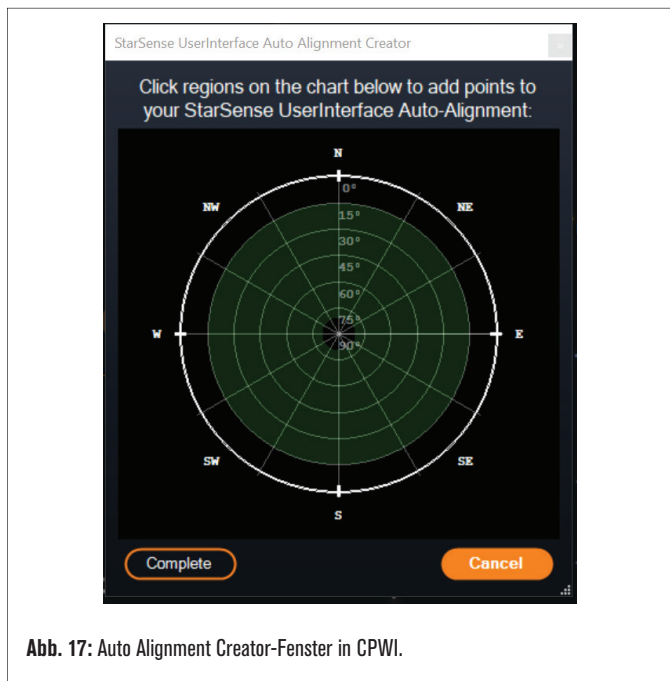 StarSense UserInterface Auto Alignment Creator
Click regions on the chart below to add points to
your StarSense UserInterface Auto-Alignment:
N
NW
NE
0°
15°
30°
45°
60°
75°
90°
W
E
SW
SE
S
Complete
Cancel
Abb. 17: Auto Alignment Creator-Fenster in CPWI.